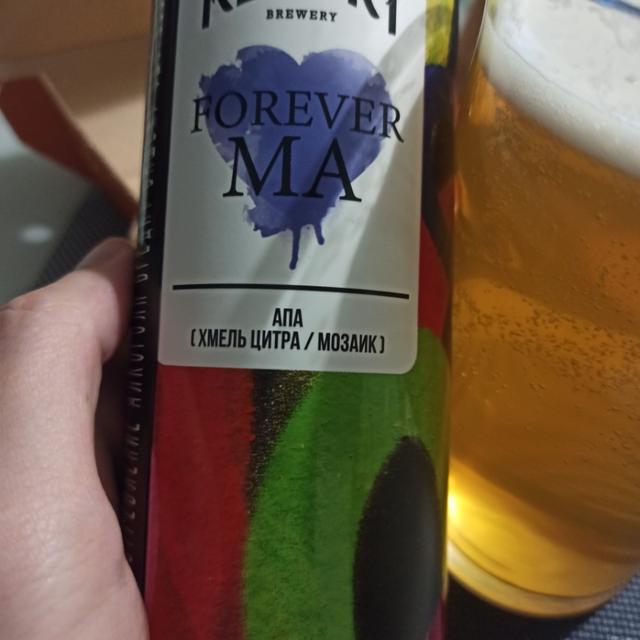 BREWERY
FOREVER
MA
АПА
( ХМЕЛЬ ЦИТРА / МОЗАИК )